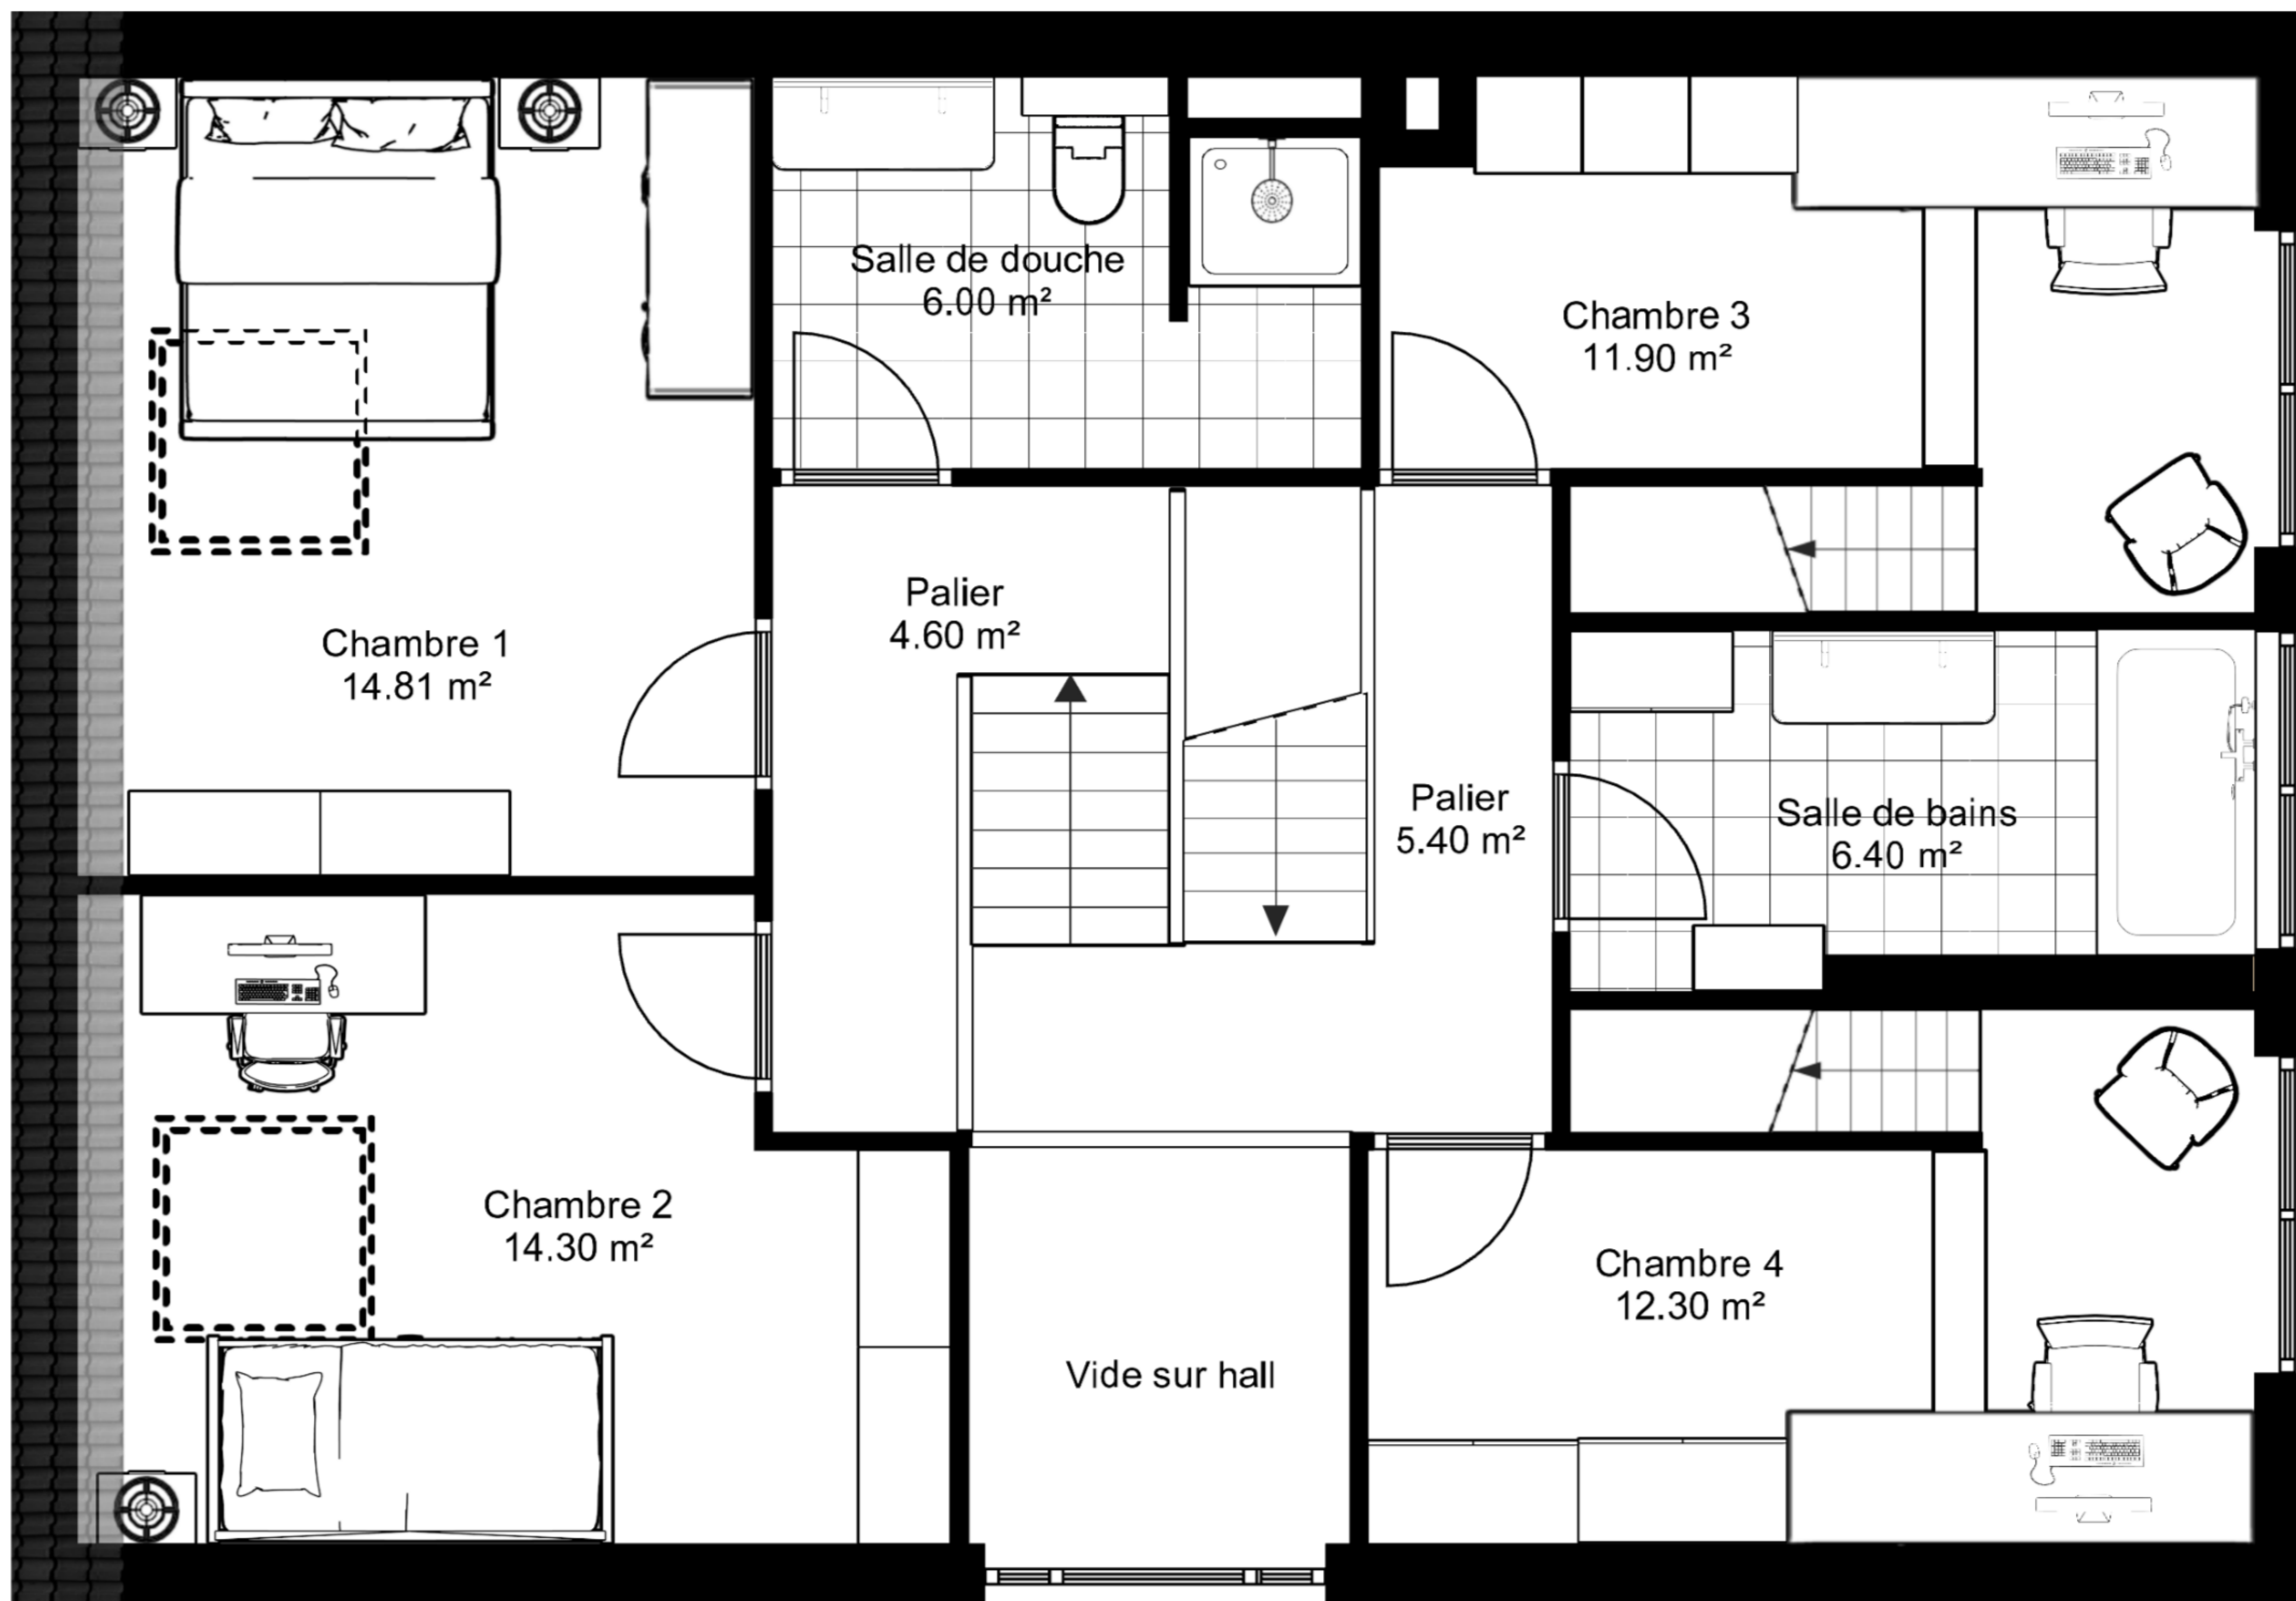 Salle de douche
6.00 m²
Chambre 3
11.90 m²
Palier
4.60 m²
Chambre 1
14.81 m²
Palier
5.40 m²
Salle de bains
6.40 m²
Chambre 2
14.30 m²
Chambre 4
12.30 m²
Vide sur hall